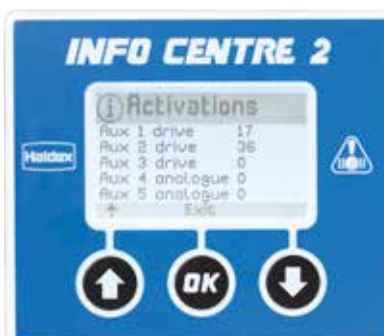 INFO CENTRE 2
Activations
Aux 1 drive 17
Aux 2 drive 36
Aux 3 drive 0
Aux 4 analogue 0
Aux 5 analogue 0
Exit
Haldex
OK